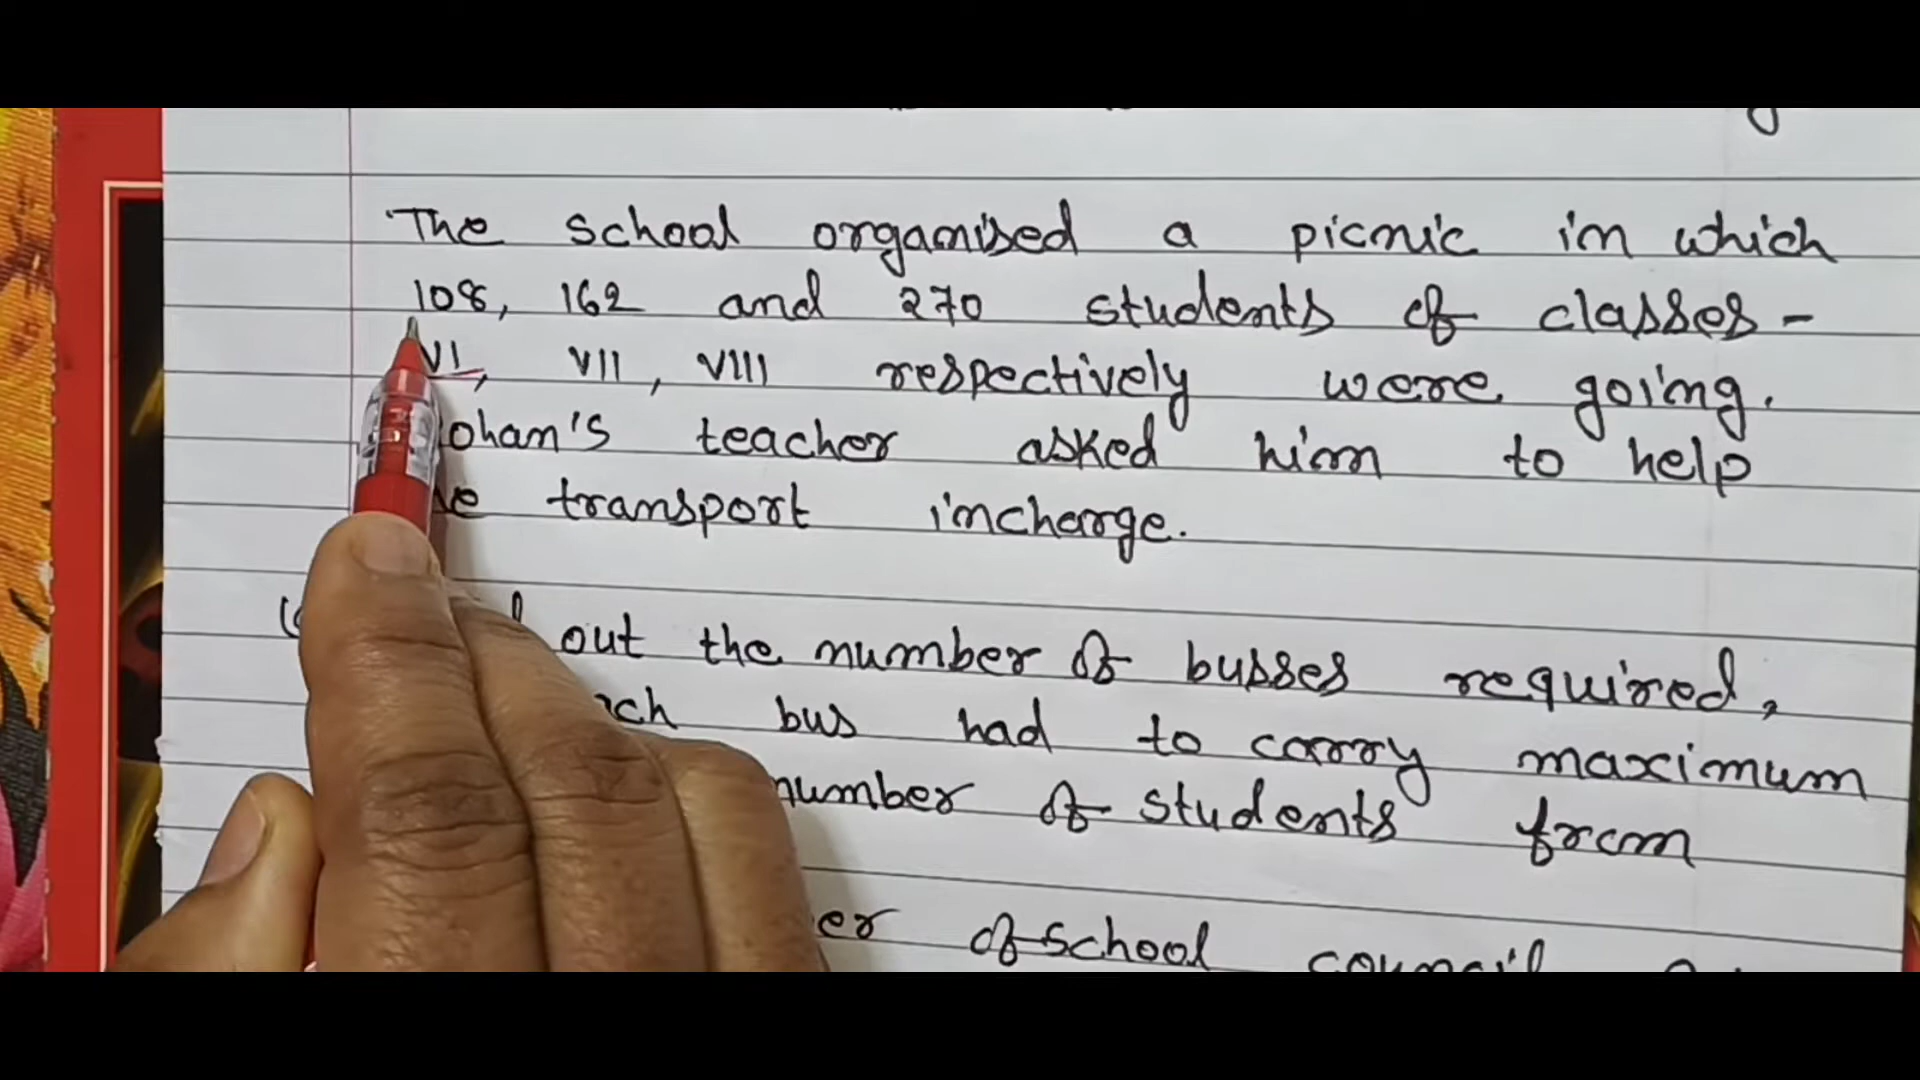 The school organised a picnic in which
108, 162 and 270 students of classes -
VI, VII, VIII respectively were going.
teacher asked him to help
transport incharge.
out the number of busses required,
bus had to carry maximum
number of students from
of school council